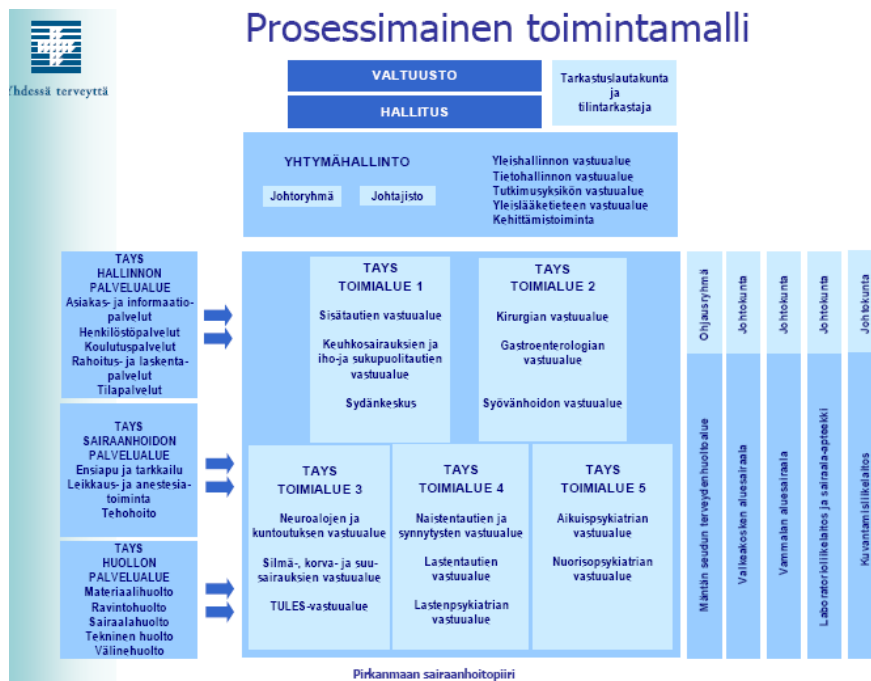 Prosessimainen toimintamalli
Yhdessä terveyttä
VALTUUSTO
HALLITUS
Tarkastuslautakunta
ja
tilintarkastaja
YHTYMÄHALLINTO
Johtoryhmä
Johtajisto
Yleishallinnon vastuualue
Tietohallinnon vastuualue
Tutkimusyksikön vastuualue
Yleislääketieteen vastuualue
Kehittämistoiminta
TAYS
HALLINNON
PALVELUALUE
Asiakas- ja informaatio-
palvelut
Henkilöstöpalvelut
Koulutuspalvelut
Rahoitus- ja laskenta-
palvelut
Tilapalvelut
TAYS
SAIRAANHOIDON
PALVELUALUE
Ensiapu ja tarkkailu
Leikkaus- ja anestesia-
toiminta
Tehohoito
TAYS
HUOLLON
PALVELUALUE
Materiaalihuolto
Ravintohuolto
Sairaalahuolto
Tekninen huolto
Välinehuolto
TAYS
TOIMIALUE 1
Sisätautien vastuualue
Keuhkosairauksien ja
iho-ja sukupuolitautien
vastuualue
Sydänkeskus
TAYS
TOIMIALUE 2
Kirurgian vastuualue
Gastroenterologian
vastuualue
Syövänhoidon vastuualue
TAYS
TOIMIALUE 3
Neuroalojen ja
kuntoutuksen vastuualue
Silmä-, korva- ja suu-
sairauksien vastuualue
TULES-vastuualue
TAYS
TOIMIALUE 4
Naistentautien ja
synnytysten vastuualue
Lastentautien
vastuualue
Lastenpsykiatrian
vastuualue
TAYS
TOIMIALUE 5
Aikuispsykiatrian
vastuualue
Nuorisopsykiatrian
vastuualue
Ohjausryhmä
Mäntän seudun terveydenhuoltoalue
Johtokunta
Valkeakosken aluesairaala
Johtokunta
Vammalan aluesairaala
Johtokunta
Laboratorioliikelaitos ja sairaala-apteekki
Johtokunta
Kuvantamisliikelaitos
Pirkanmaan sairaanhoitopiiri